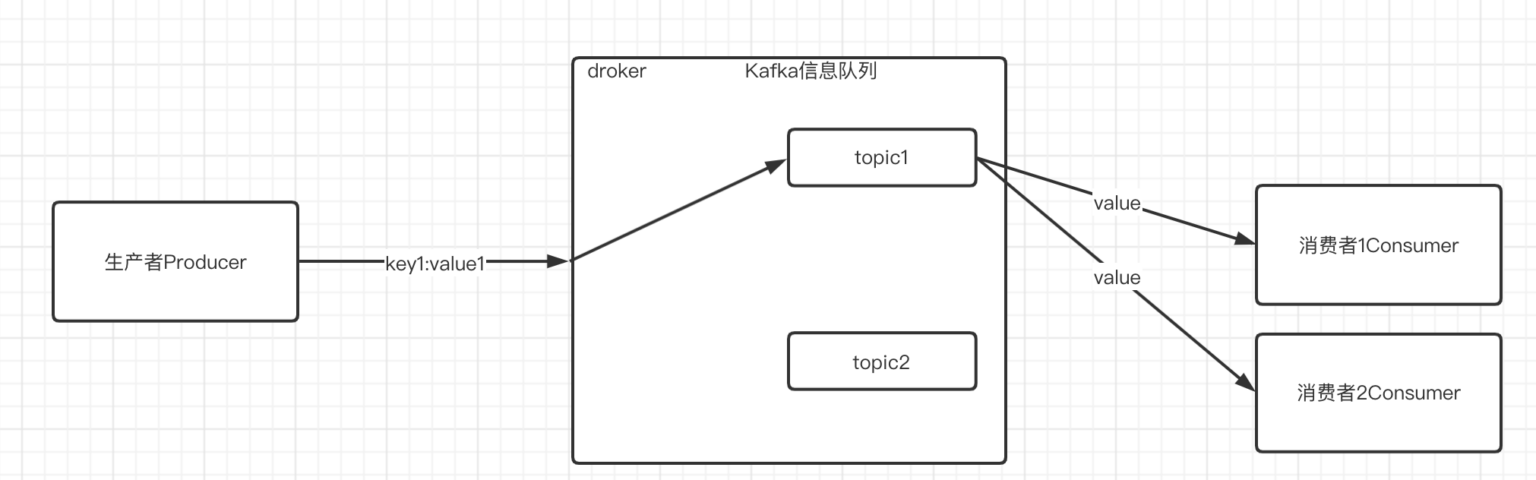 droker
Kafka信息队列
topic1
value
生产者Producer
key1:value1
消费者1Consumer
value
topic2
消费者2Consumer